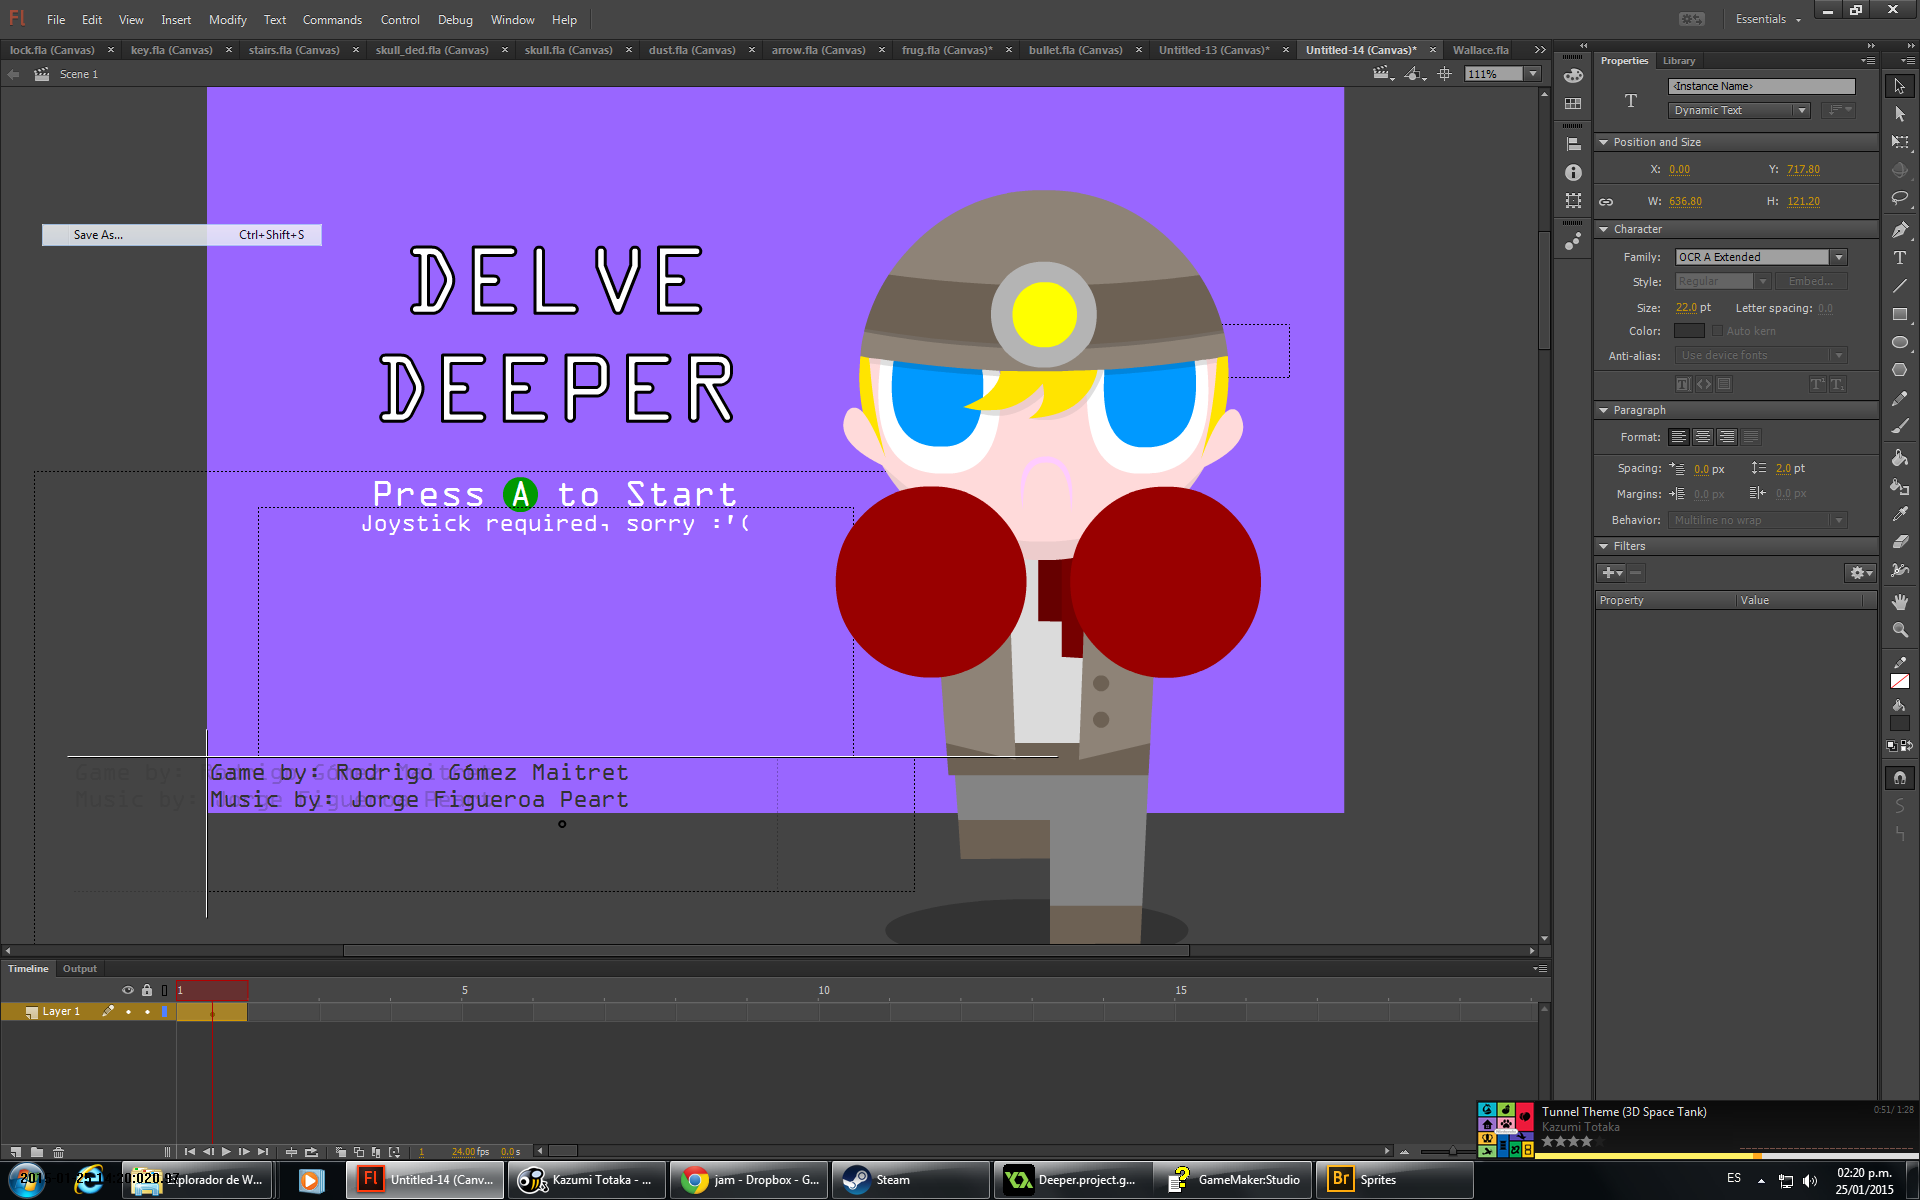 Fl File Edit View Insert Modify Text Commands Control Debug Window Help Essentials
lock.fla (Canvas) key.fla (Canvas) stairs.fla (Canvas) skull_ded.fla (Canvas) skull.fla (Canvas) dust.fla (Canvas) arrow.fla (Canvas) frug.fla (Canvas)* bullet.fla (Canvas) Untitled-13 (Canvas)* Untitled-14 (Canvas)* Wallace.fla
Scene 1 111%
Save As... Ctrl+Shift+S
DELVE
DEEPER
Press A to Start
Joystick required, sorry :'(
Game by: Rodrigo Gómez Maitret
Music by: Jorge Figueroa Peart
Properties Library
<Instance Name>
T Dynamic Text
Position and Size
X: 0.00 Y: 717.80
W: 636.80 H: 121.20
Character
Family: OCR A Extended
Style: Regular Embed...
Size: 22.0 pt Letter spacing: 0.0
Color: Auto kern
Anti-alias: Use device fonts
Paragraph
Format:
Spacing: 0.0 px 2.0 pt
Margins: 0.0 px 0.0 px
Behavior: Multiline no wrap
Filters
Property Value
Timeline Output
1 5 10 15
Layer 1
1 24.00 fps 0.0 s
Tunnel Theme (3D Space Tank) 0:51/ 1:28
Kazumi Totaka
Explorador de W... Untitled-14 (Canv... Kazumi Totaka - ... jam - Dropbox - G... Steam Deeper.project.g... GameMaker:Studio Br Sprites
ES 02:20 p.m.
25/01/2015